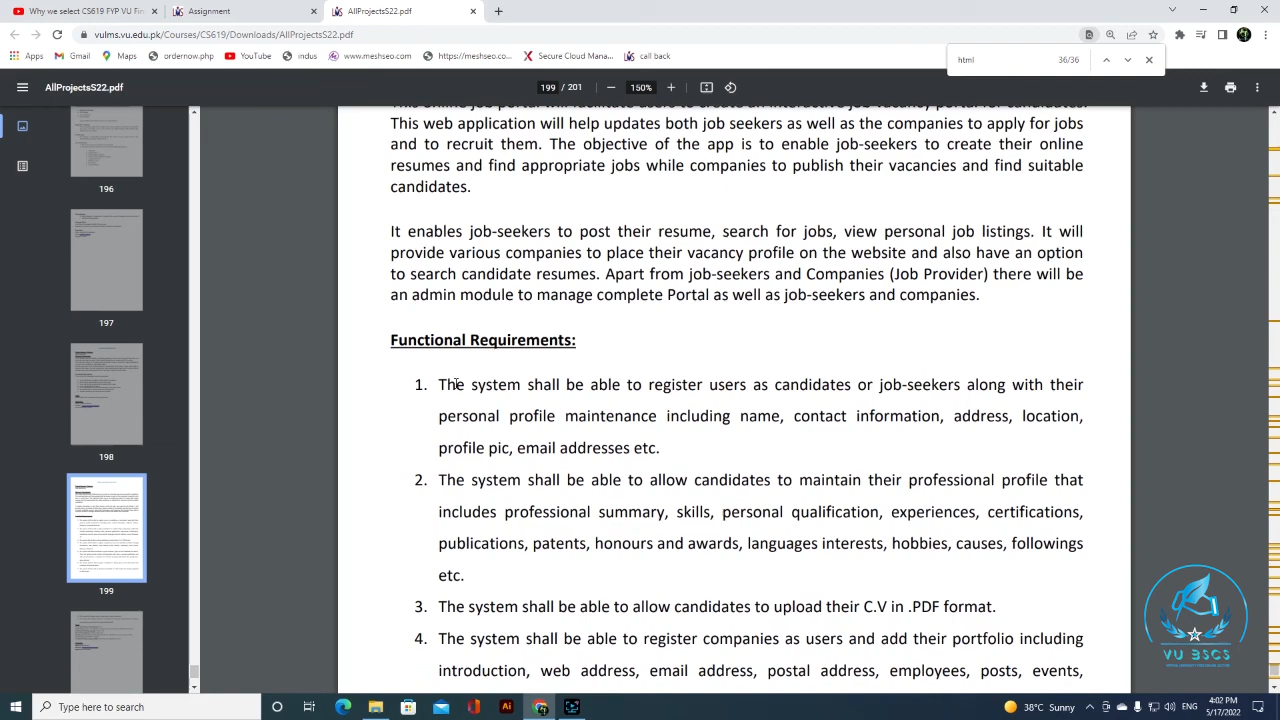 Why we select CS619 FYP VU Fin
Assignment
AllProjectsS22.pdf
vulms.vu.edu.pk/Courses/CS619/Downloads/AllProjectsS22.pdf
Apps Gmail Maps ordernow.php YouTube indus www.meshseo.com https://meshseo.com Secure Cloud Mana... call back
html 36/36
AllProjectsS22.pdf 199 / 201 150%
This web application will help updates both job seekers as well as the companies to apply for jobs
and to recruit them. The objective of the app is to enable job-seekers to create their online
resumes and find appropriate jobs while companies to publish their vacancies and find suitable
candidates.
It enables job-seekers to post their resume, search for jobs, view personal job listings. It will
provide various companies to place their vacancy profile on the website and also have an option
to search candidate resumes. Apart from job-seekers and Companies (Job Provider) there will be
an admin module to manage complete Portal as well as job-seekers and companies.
Functional Requirements:
1. The system shall be able to register users as candidates or job-seekers along with their
personal profile maintenance including name, contact information, address, location,
profile pic, email addresses etc.
2. The system shall be able to allow candidates to maintain their professional profile that
includes professional summary, skills, personal qualification, experiences, certifications,
publications, patents, honours and awards, languages interests, hobbies causes, followings
etc.
3. The system shall be able to allow candidates to upload their C.V in .PDF format.
4. The system shall be able to register companies as users and add their portfolio including
introduction, web address, email address, postal address, employees, posts, events,
196
197
198
199
VU BSCS
Type here to search
38°C Sunny
ENG
4:02 PM
5/17/2022